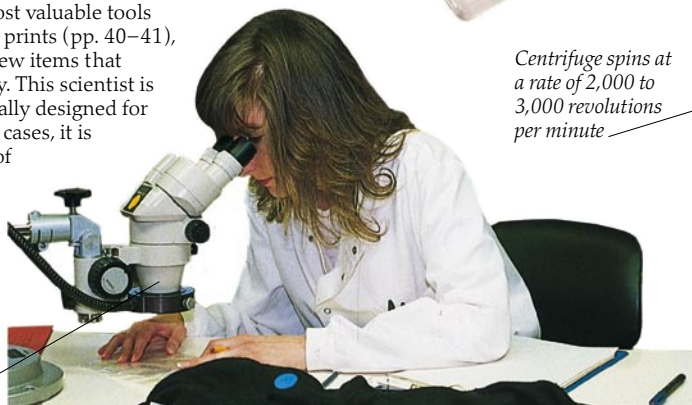 ost valuable tools
prints (pp. 40–41),
ew items that
y. This scientist is
ally designed for
cases, it is
of
Centrifuge spins at
a rate of 2,000 to
3,000 revolutions
per minute